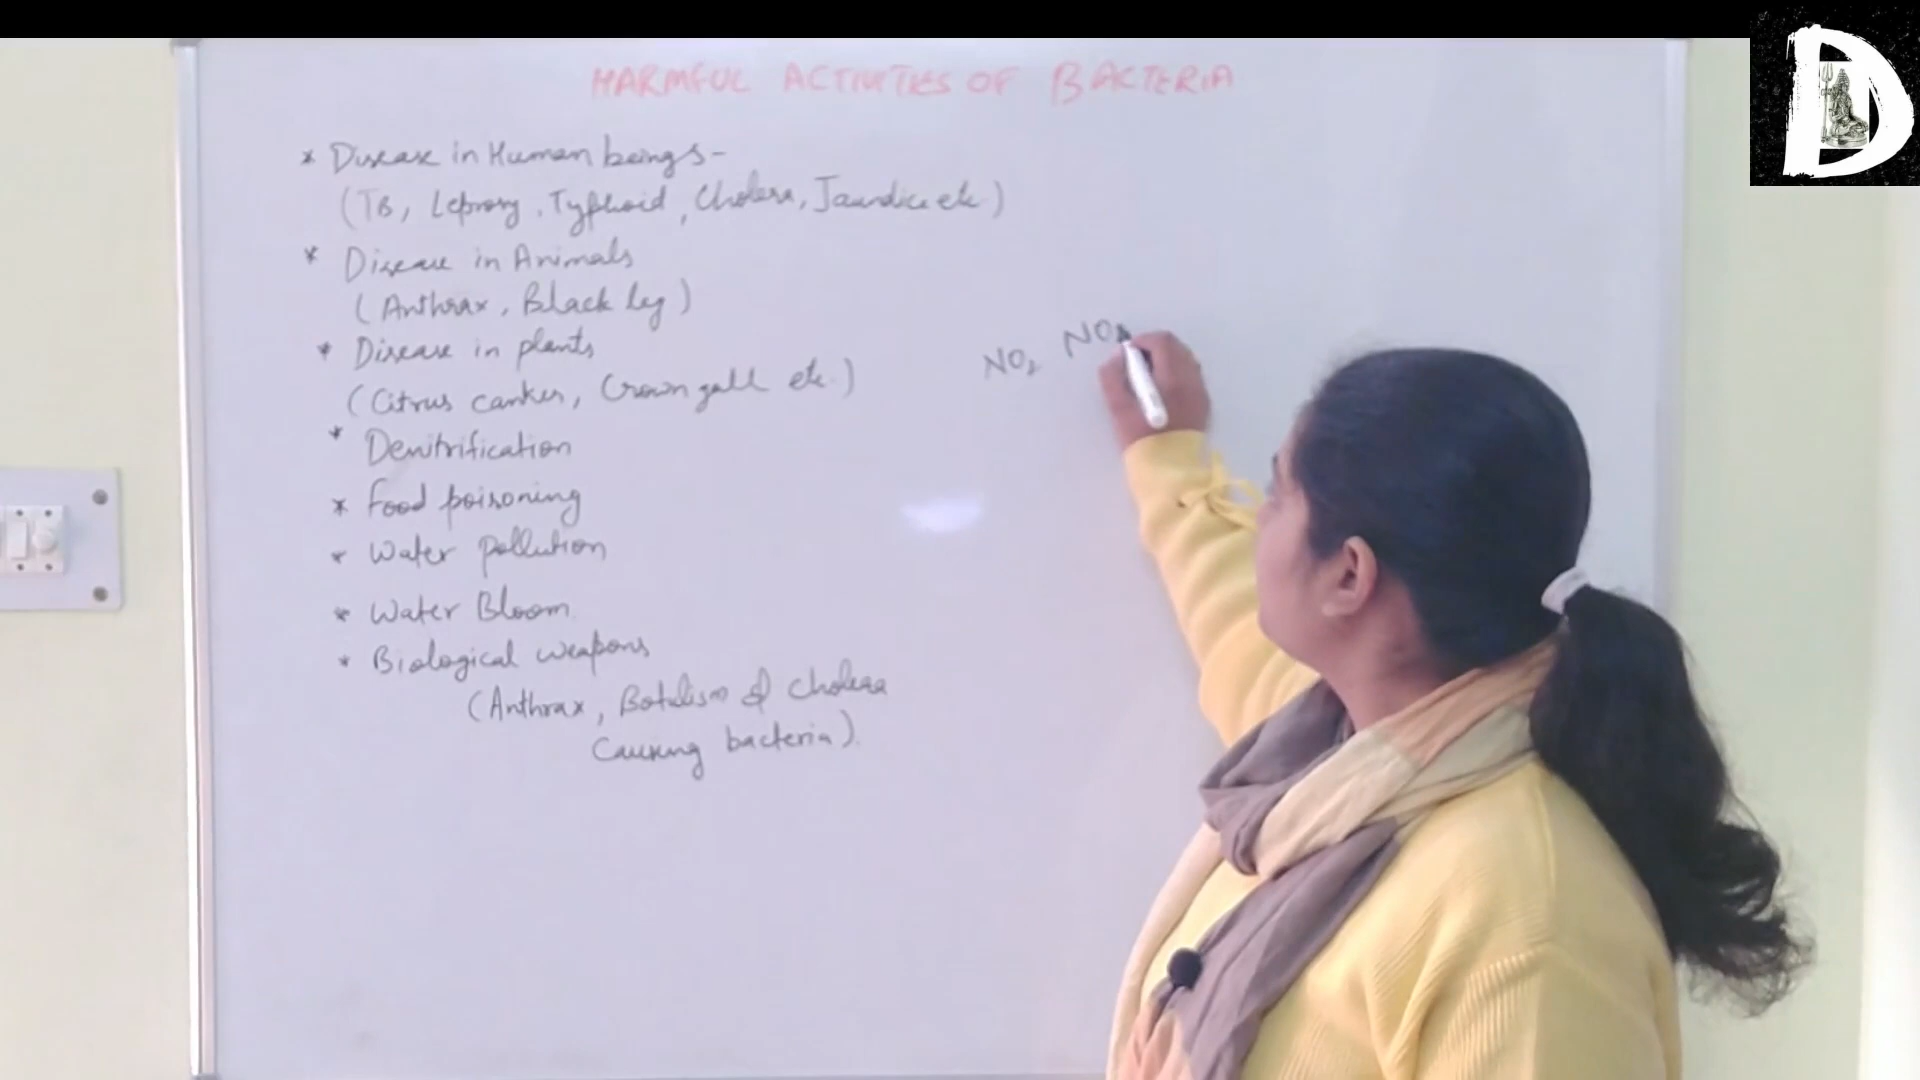 HARMFUL ACTIVITIES OF BACTERIA
* Disease in Human beings-
(TB, Leprosy, Typhoid, Cholera, Jaundice etc)
* Disease in Animals
(Anthrax, Black leg)
* Disease in plants
(Citrus canker, Crown gall etc.)
NO2 NO
* Denitrification
* Food poisoning
* Water pollution
* Water Bloom
* Biological weapons
(Anthrax, Botulism & Cholera
causing bacteria).
D